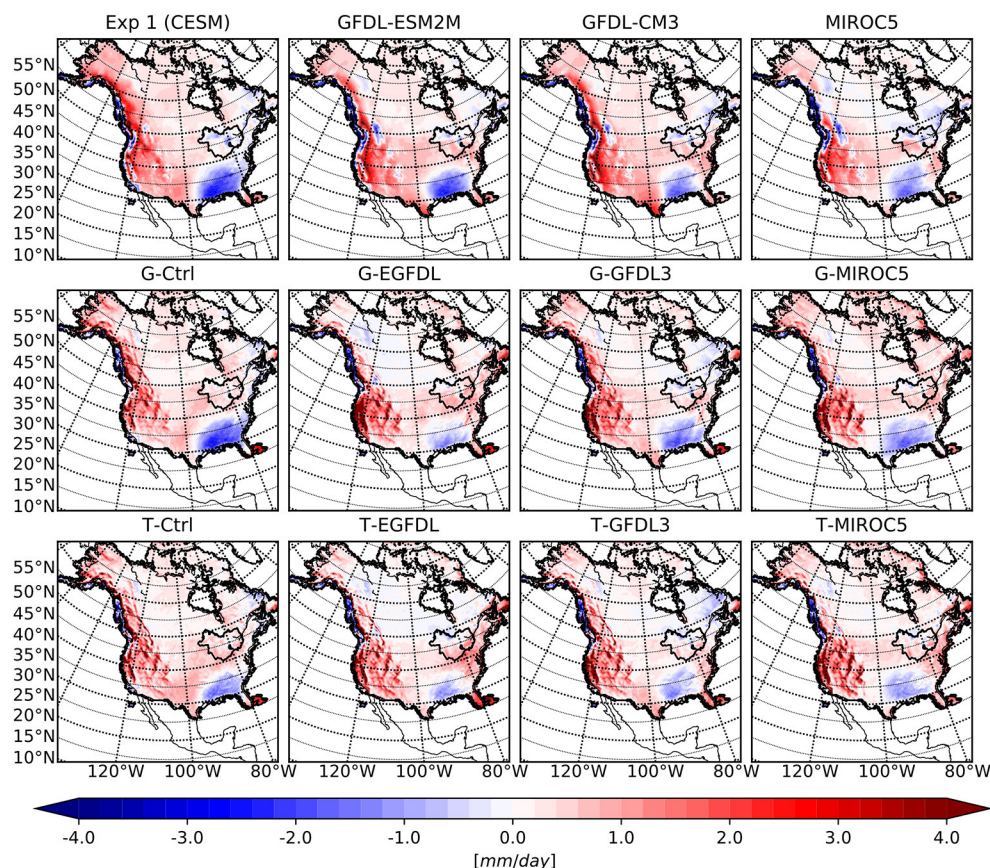 Exp 1 (CESM) GFDL-ESM2M GFDL-CM3 MIROC5
55°N
50°N
45°N
40°N
35°N
30°N
25°N
20°N
15°N
10°N
G-Ctrl G-EGFDL G-GFDL3 G-MIROC5
55°N
50°N
45°N
40°N
35°N
30°N
25°N
20°N
15°N
10°N
T-Ctrl T-EGFDL T-GFDL3 T-MIROC5
55°N
50°N
45°N
40°N
35°N
30°N
25°N
20°N
15°N
10°N
120°W 100°W 80°W 120°W 100°W 80°W 120°W 100°W 80°W 120°W 100°W 80°W
-4.0 -3.0 -2.0 -1.0 0.0 1.0 2.0 3.0 4.0
[mm/day]